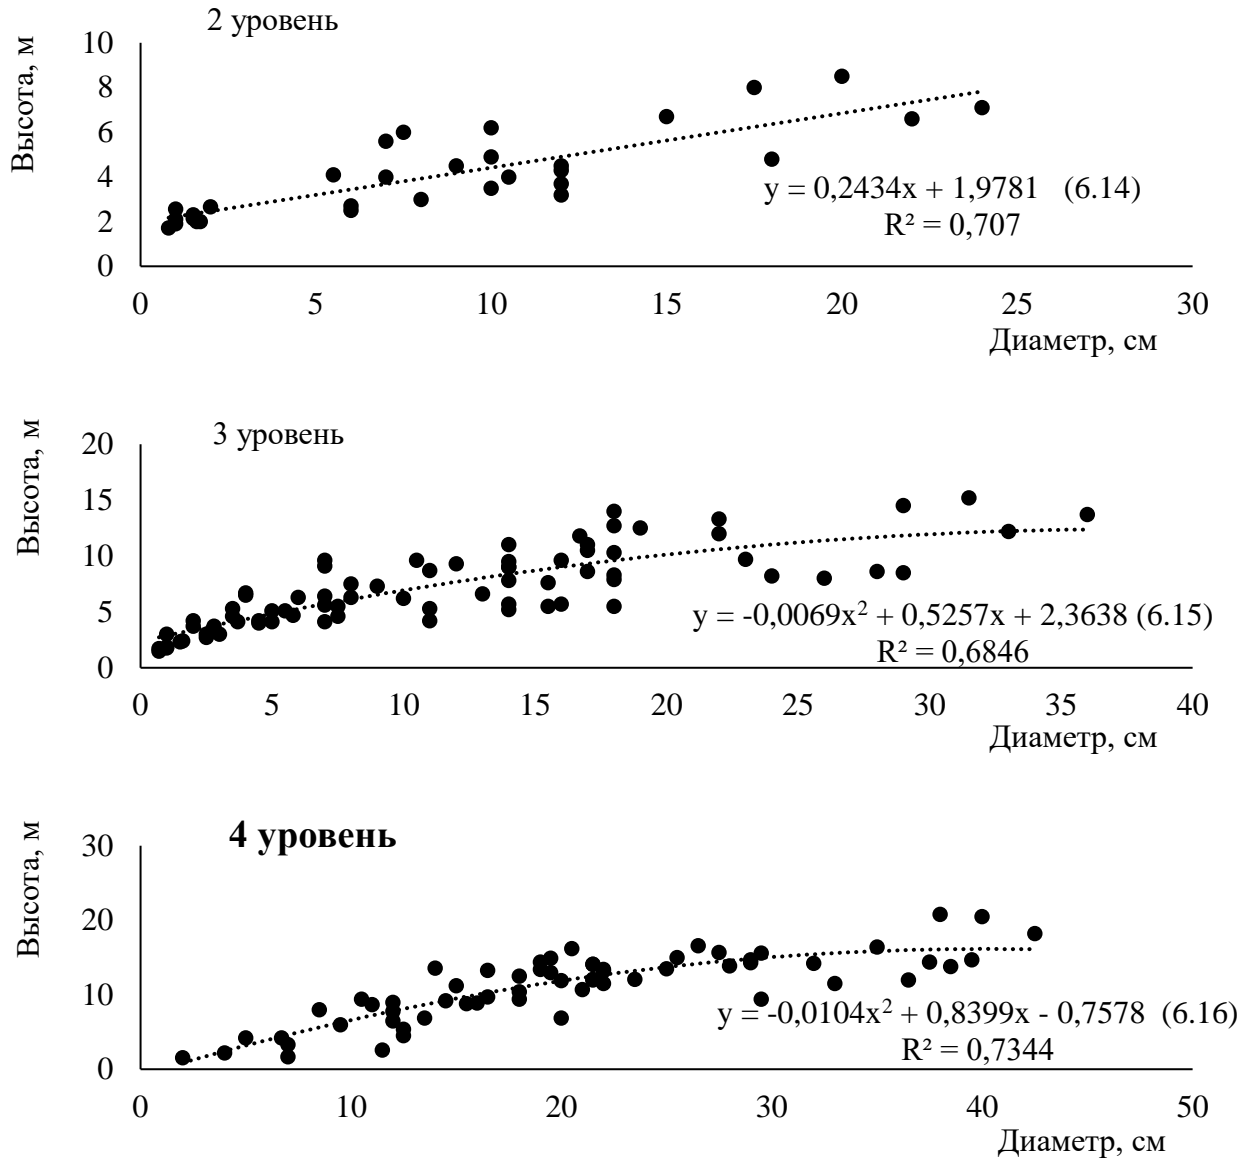 2 уровень
Высота, м
10
8
6
4
2
0
y = 0,2434x + 1,9781 (6.14)
R² = 0,707
0 5 10 15 20 25 30
Диаметр, см
3 уровень
Высота, м
20
15
10
5
0
y = -0,0069x² + 0,5257x + 2,3638 (6.15)
R² = 0,6846
0 5 10 15 20 25 30 35 40
Диаметр, см
4 уровень
Высота, м
30
20
10
0
y = -0,0104x² + 0,8399x - 0,7578 (6.16)
R² = 0,7344
0 10 20 30 40 50
Диаметр, см